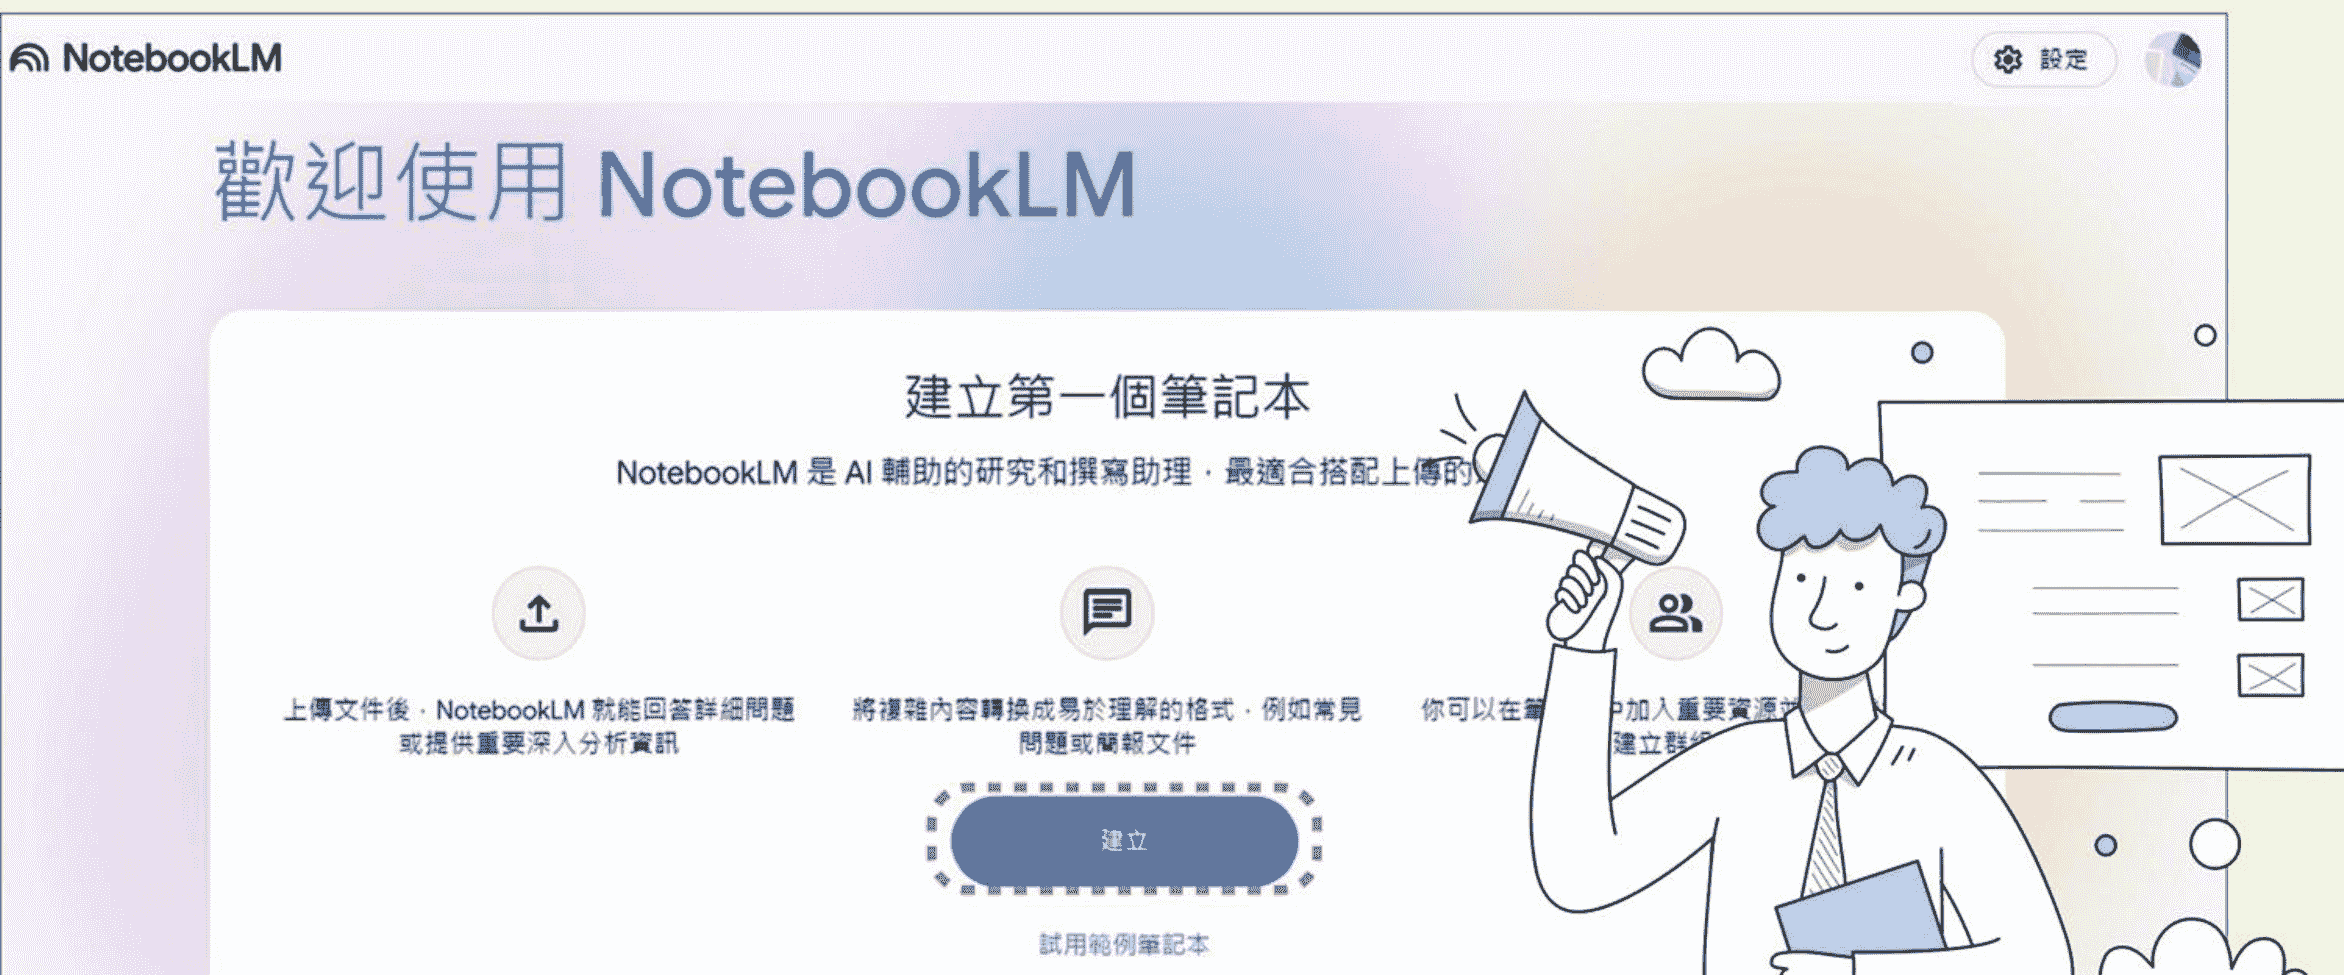 NotebookLM
設定
歡迎使用 NotebookLM
建立第一個筆記本
NotebookLM 是 AI 輔助的研究和撰寫助理，最適合搭配上傳的
上傳文件後，NotebookLM 就能回答詳細問題
或提供重要深入分析資訊
將複雜內容轉換成易於理解的格式，例如常見
問題或簡報文件
你可以在筆 中加入重要資源並
建立群組
建立
試用範例筆記本